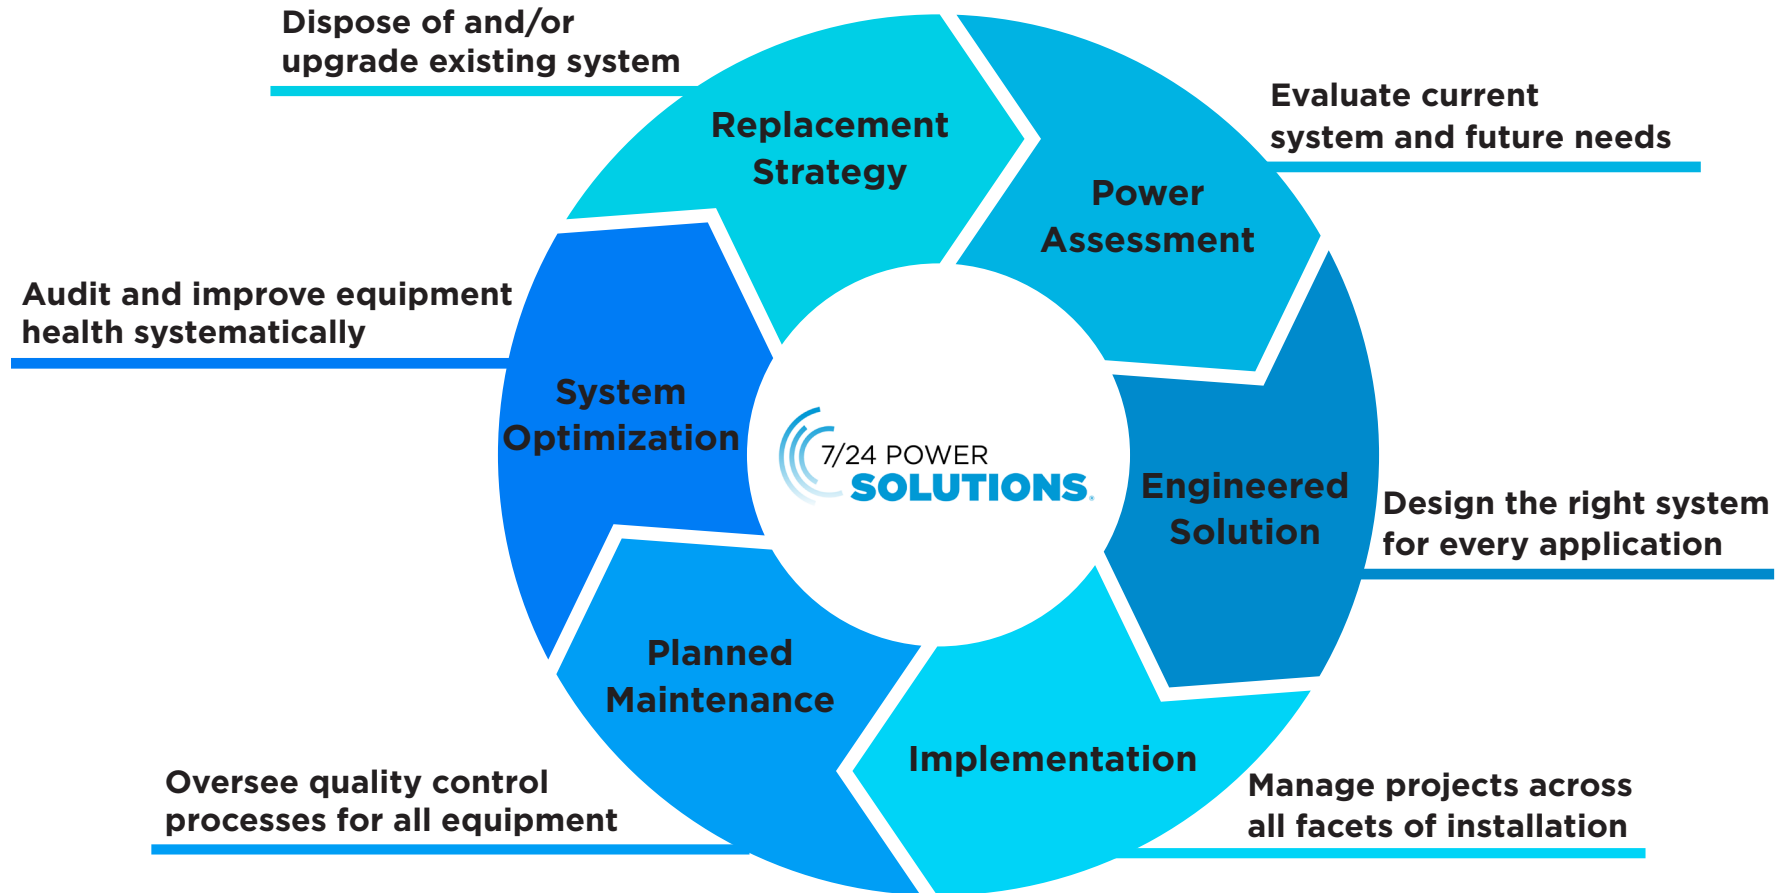 Dispose of and/or
upgrade existing system
Replacement
Strategy
Evaluate current
system and future needs
Power
Assessment
Audit and improve equipment
health systematically
System
Optimization
7/24 POWER
SOLUTIONS®
Engineered
Solution
Design the right system
for every application
Planned
Maintenance
Implementation
Oversee quality control
processes for all equipment
Manage projects across
all facets of installation